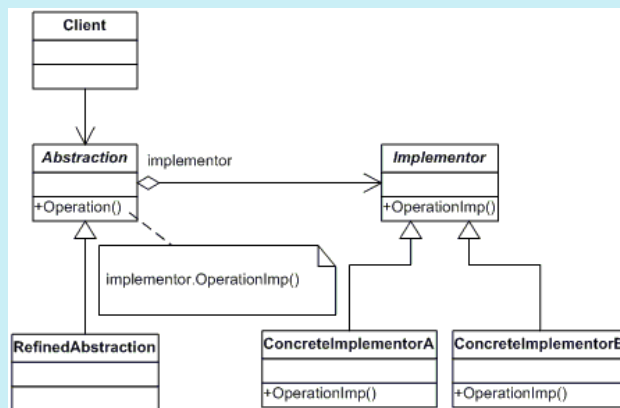 Client
Abstraction
implementor
Implementor
+Operation()
+OperationImp()
implementor.OperationImp()
RefinedAbstraction
ConcreteImplementorA
ConcreteImplementorB
+OperationImp()
+OperationImp()